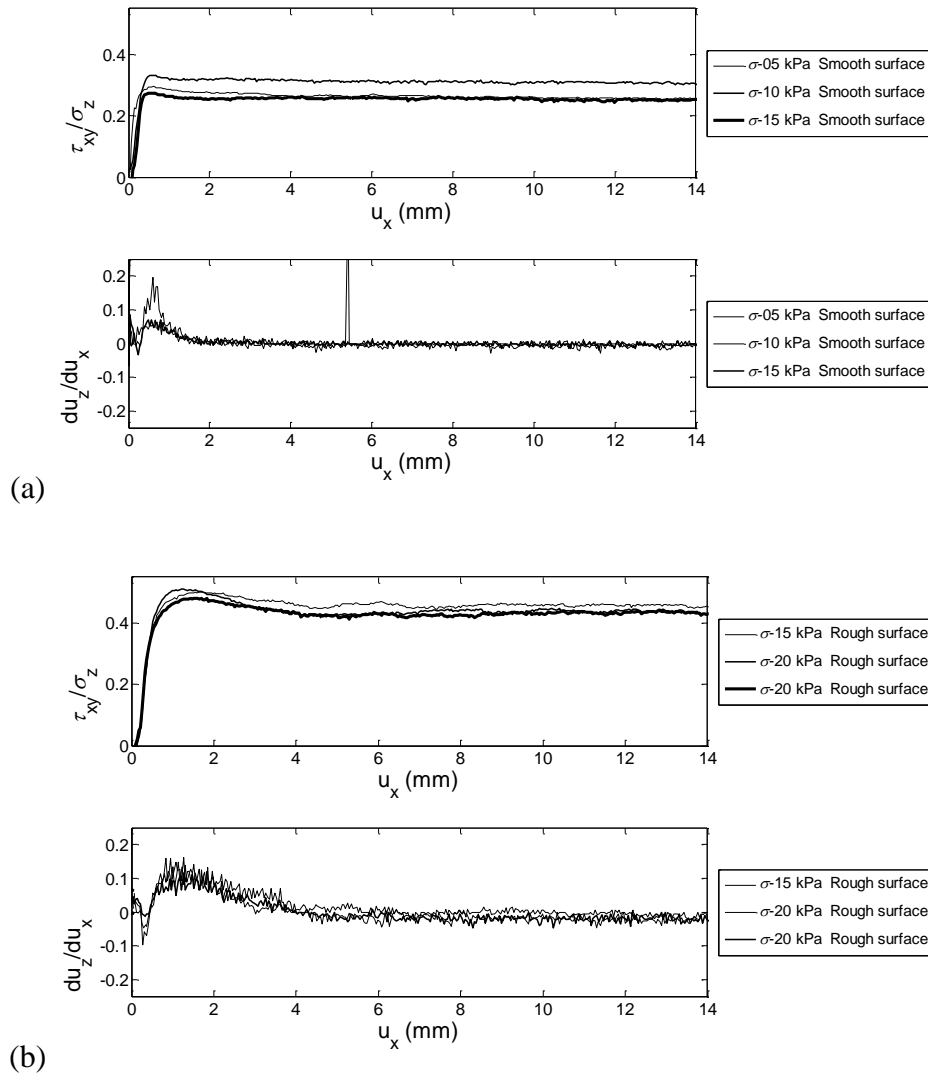 0.4
0.2
0
τxy/σz
0 2 4 6 8 10 12 14
ux (mm)
σ-05 kPa Smooth surface
σ-10 kPa Smooth surface
σ-15 kPa Smooth surface
0.2
0.1
0
-0.1
-0.2
duz/dux
0 2 4 6 8 10 12 14
ux (mm)
σ-05 kPa Smooth surface
σ-10 kPa Smooth surface
σ-15 kPa Smooth surface
(a)
0.4
0.2
0
τxy/σz
0 2 4 6 8 10 12 14
ux (mm)
σ-15 kPa Rough surface
σ-20 kPa Rough surface
σ-20 kPa Rough surface
0.2
0.1
0
-0.1
-0.2
duz/dux
0 2 4 6 8 10 12 14
ux (mm)
σ-15 kPa Rough surface
σ-20 kPa Rough surface
σ-20 kPa Rough surface
(b)